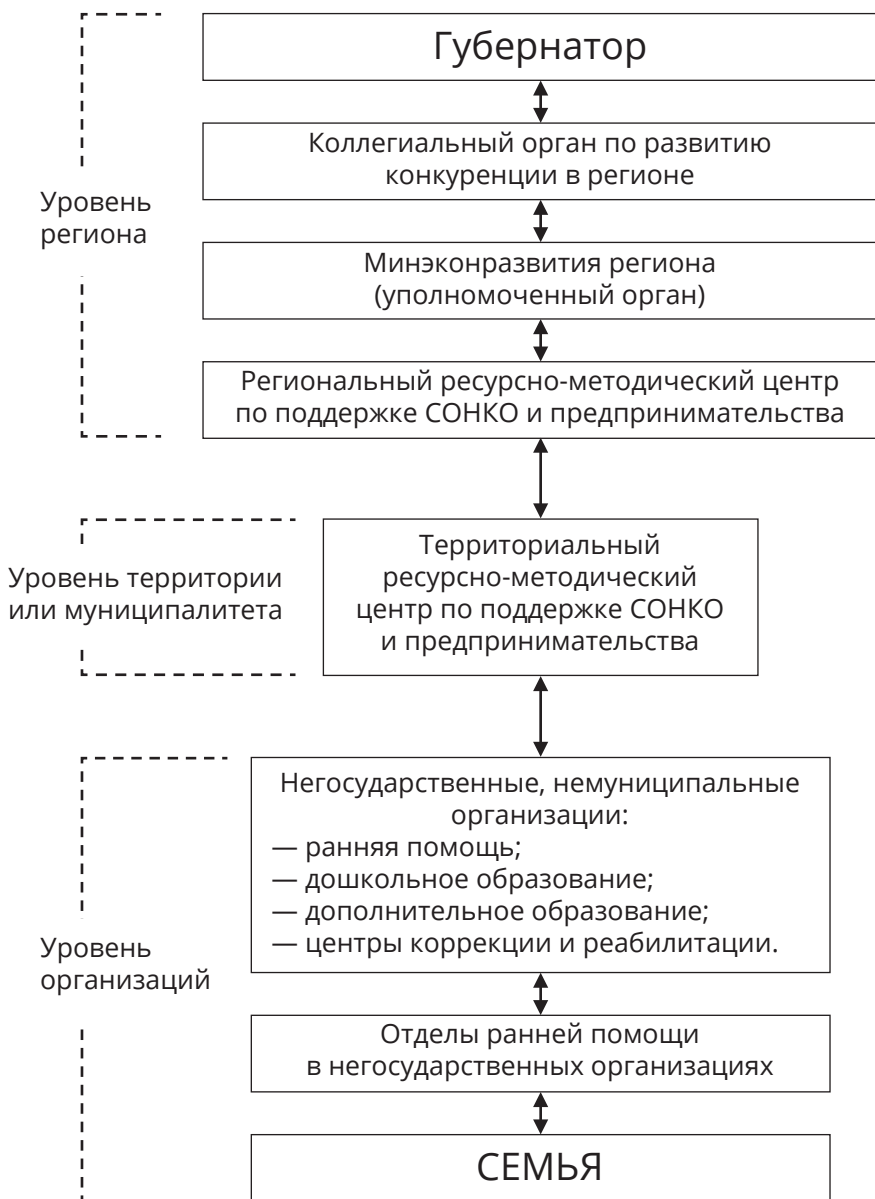 Губернатор
Коллегиальный орган по развитию
конкуренции в регионе
Уровень
региона
Минэконразвития региона
(уполномоченный орган)
Региональный ресурсно-методический центр
по поддержке СОНКО и предпринимательства
Уровень территории
или муниципалитета
Территориальный
ресурсно-методический
центр по поддержке СОНКО
и предпринимательства
Негосударственные, немуниципальные
организации:
— ранняя помощь;
— дошкольное образование;
— дополнительное образование;
— центры коррекции и реабилитации.
Уровень
организаций
Отделы ранней помощи
в негосударственных организациях
СЕМЬЯ